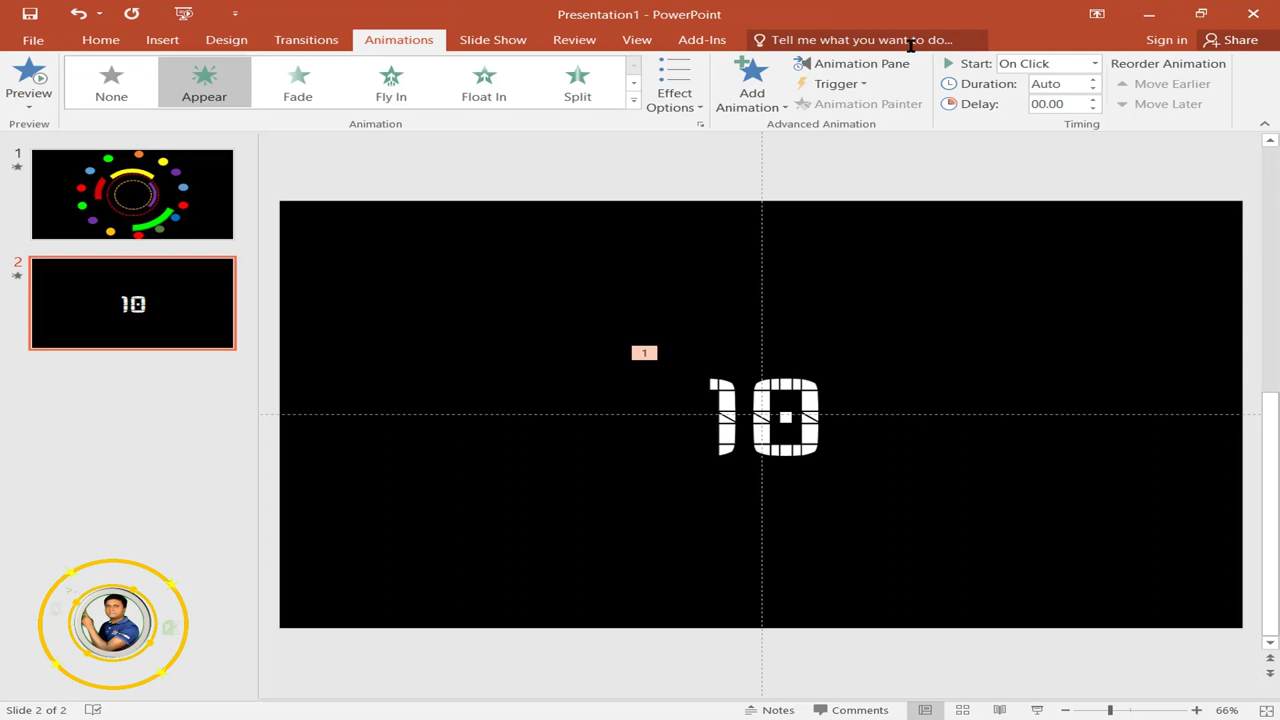 Presentation1 - PowerPoint
File Home Insert Design Transitions Animations Slide Show Review View Add-Ins Tell me what you want to do... Sign in Share
Preview
None Appear Fade Fly In Float In Split
Effect Options
Add Animation
Animation Pane
Trigger
Animation Painter
Start: On Click
Duration: Auto
Delay: 00.00
Reorder Animation
Move Earlier
Move Later
Preview Animation Advanced Animation Timing
1
2
10
1
10
Slide 2 of 2 Notes Comments 66%